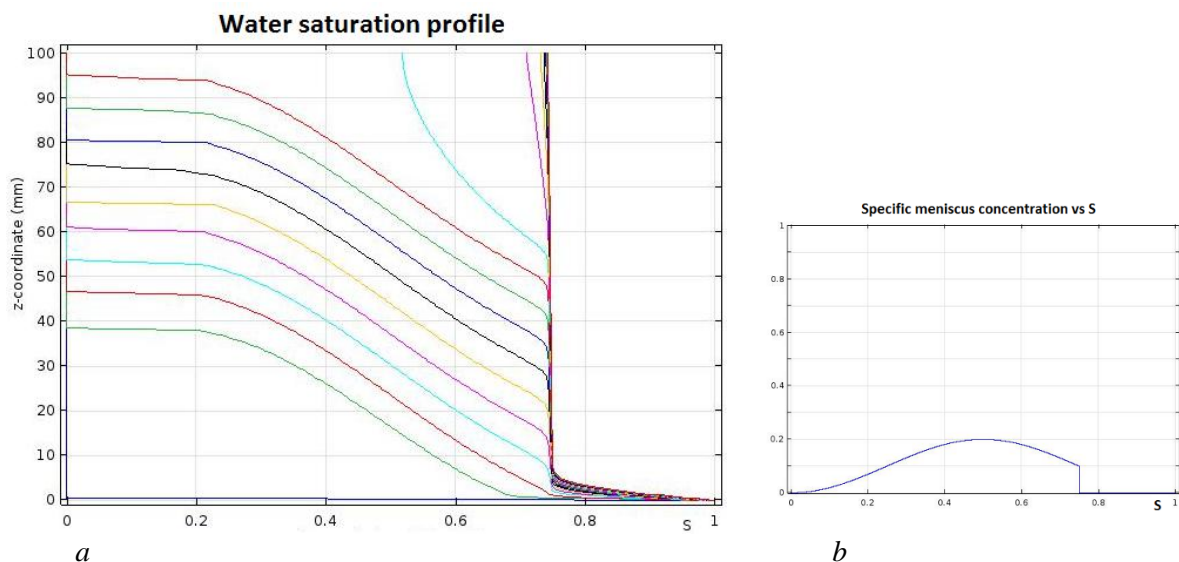 Water saturation profile
100
90
80
70
60
50
40
30
20
10
0
z-coordinate (mm)
0 0.2 0.4 0.6 0.8 S 1
a
Specific meniscus concentration vs S
1
0.8
0.6
0.4
0.2
0
0 0.2 0.4 0.6 0.8 S 1
b